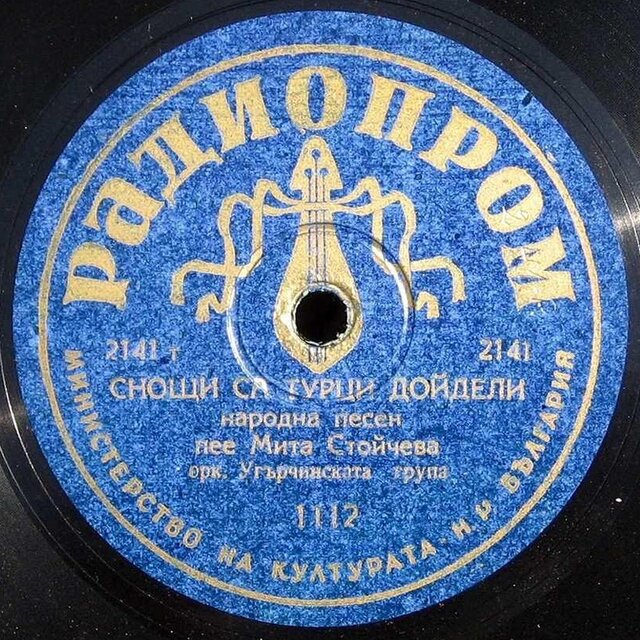 РАДИОПРОМ
2141 т 2141
СНОЩИ СА ТУРЦИ ДОЙДЕЛИ
народна песен
пее Мита Стойчева
орк. Угърчинската група
1112
МИНИСТЕРСТВО НА КУЛТУРАТА - Н.Р. БЪЛГАРИЯ